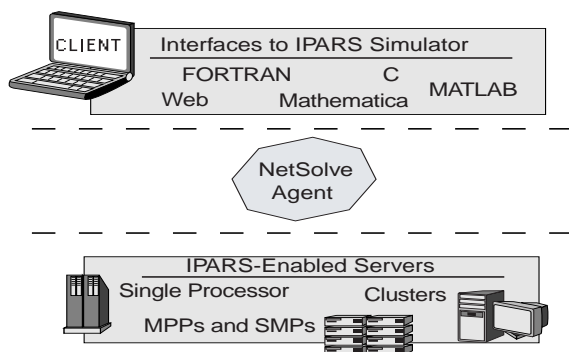 CLIENT
Interfaces to IPARS Simulator
FORTRAN C
Web Mathematica MATLAB
NetSolve
Agent
IPARS-Enabled Servers
Single Processor Clusters
MPPs and SMPs